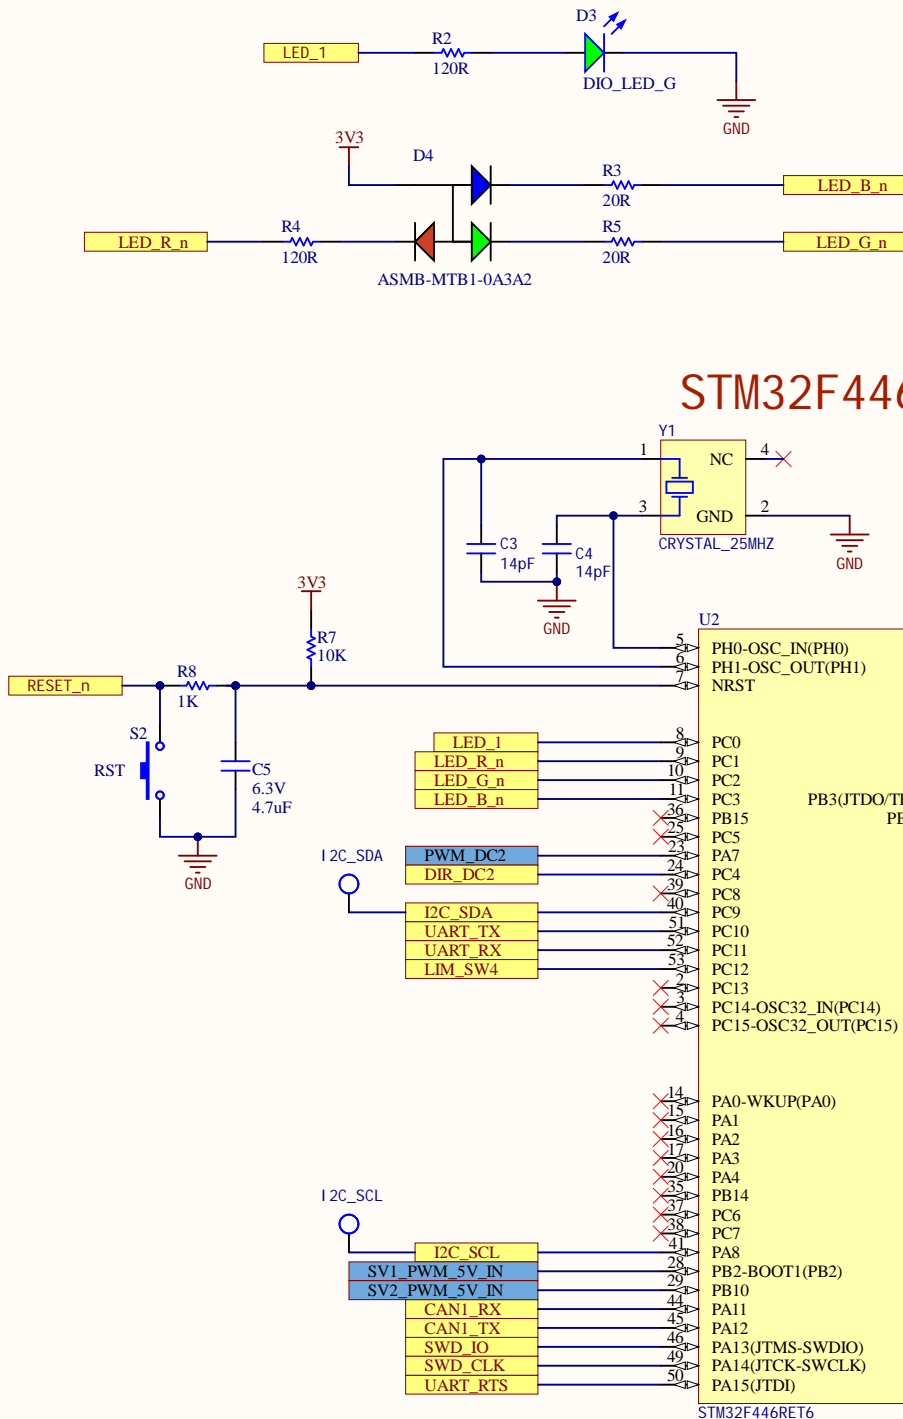 D3
LED_1
R2
120R
DIO_LED_G
GND
3V3
D4
R3
20R
LED_B_n
LED_R_n
R4
120R
R5
20R
LED_G_n
ASMB-MTB1-0A3A2
STM32F446
Y1
1
NC
4
3
GND
2
CRYSTAL_25MHZ
C3
14pF
C4
14pF
GND
GND
3V3
R7
10K
U2
5
PH0-OSC_IN(PH0)
6
PH1-OSC_OUT(PH1)
RESET_n
R8
1K
7
NRST
S2
RST
C5
6.3V
4.7uF
GND
LED_1
8
PC0
LED_R_n
9
PC1
LED_G_n
10
PC2
LED_B_n
11
PC3
PB3(JTDO/T
36
PB15
25
PC5
I2C_SDA
PWM_DC2
23
PA7
DIR_DC2
24
PC4
39
PC8
I2C_SDA
40
PC9
UART_TX
51
PC10
UART_RX
52
PC11
LIM_SW4
53
PC12
2
PC13
3
PC14-OSC32_IN(PC14)
4
PC15-OSC32_OUT(PC15)
14
PA0-WKUP(PA0)
15
PA1
16
PA2
17
PA3
20
PA4
35
PB14
37
PC6
38
PC7
I2C_SCL
I2C_SCL
41
PA8
SV1_PWM_5V_IN
28
PB2-BOOT1(PB2)
SV2_PWM_5V_IN
29
PB10
CAN1_RX
44
PA11
CAN1_TX
45
PA12
SWD_IO
46
PA13(JTMS-SWDIO)
SWD_CLK
49
PA14(JTCK-SWCLK)
UART_RTS
50
PA15(JTDI)
STM32F446RET6